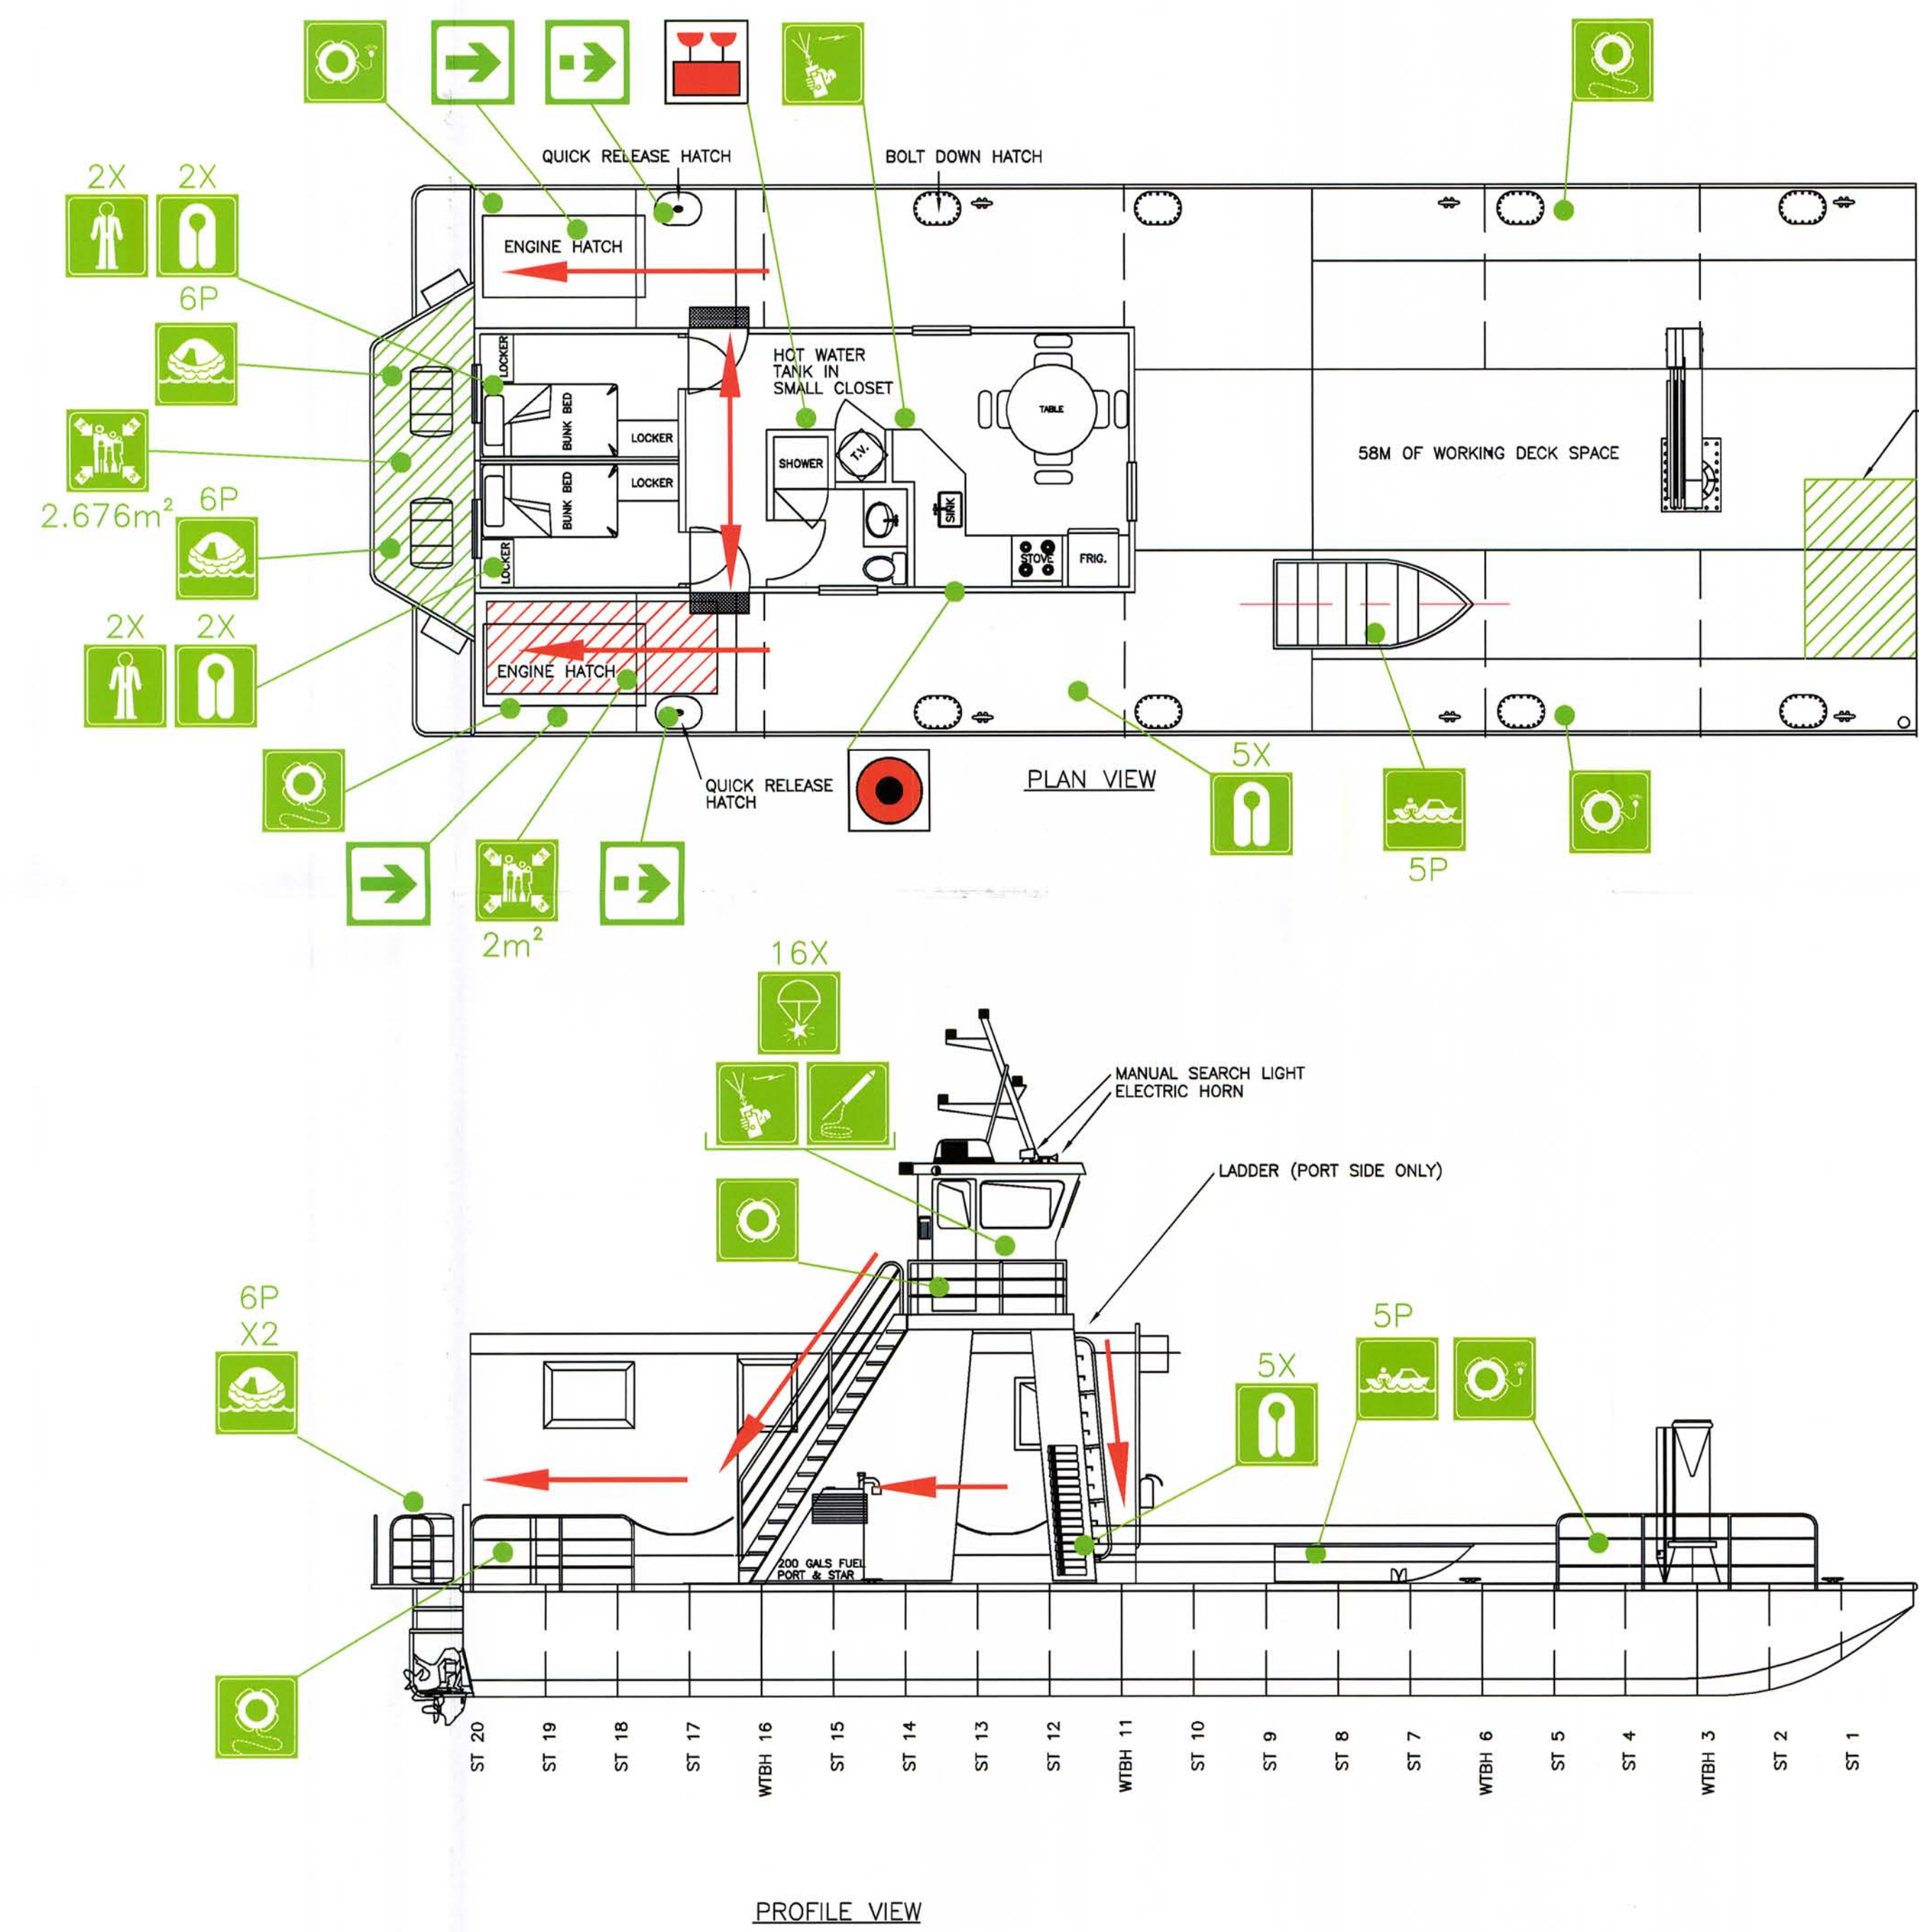 QUICK RELEASE HATCH
BOLT DOWN HATCH
2X 2X
ENGINE HATCH
6P
LOCKER
HOT WATER
TANK IN
SMALL CLOSET
BUNK BED
LOCKER
TABLE
T.V.
SHOWER
58M OF WORKING DECK SPACE
2.676m²
6P
BUNK BED
LOCKER
SINK
LOCKER
STOVE
FRIG.
2X 2X
ENGINE HATCH
QUICK RELEASE
HATCH
PLAN VIEW
5X
5P
2m²
16X
MANUAL SEARCH LIGHT
ELECTRIC HORN
LADDER (PORT SIDE ONLY)
6P
X2
5P
5X
200 GALS FUEL
PORT & STAR
ST 20
ST 19
ST 18
ST 17
WTBH 16
ST 15
ST 14
ST 13
ST 12
WTBH 11
ST 10
ST 9
ST 8
ST 7
WTBH 6
ST 5
ST 4
WTBH 3
ST 2
ST 1
PROFILE VIEW